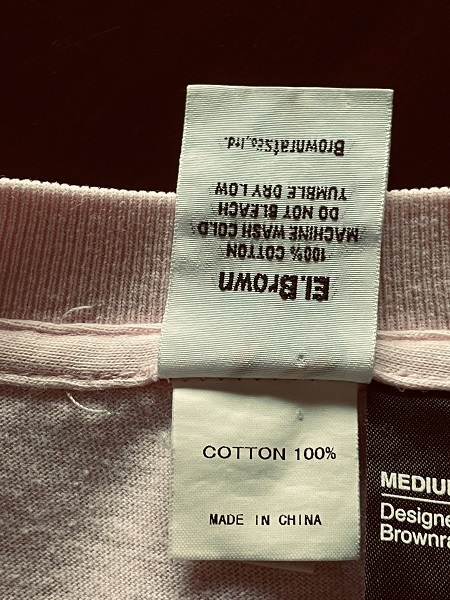 El.Brown
100% COTTON
MACHINE WASH COLD
DO NOT BLEACH
TUMBLE DRY LOW
Brownrats co.,ltd.
COTTON 100%
MADE IN CHINA
MEDIU
Designe
Brownra